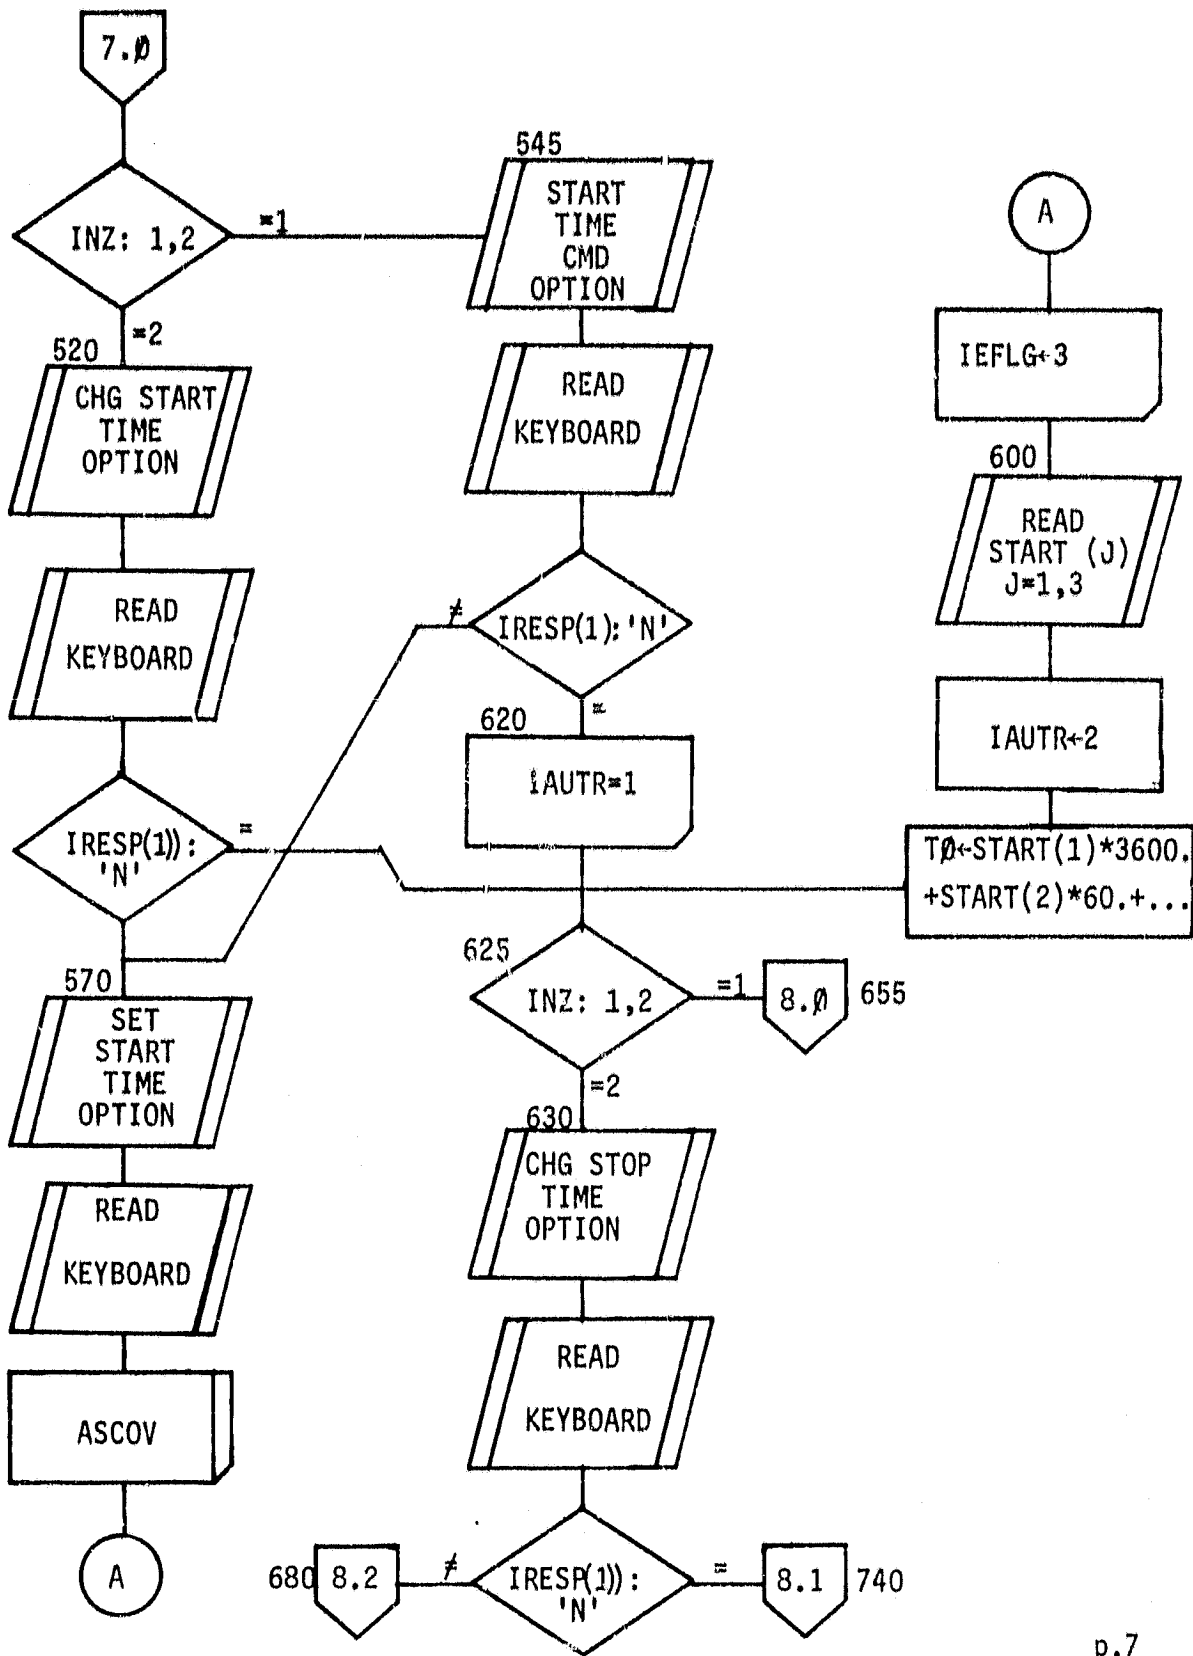 7.Ø
INZ: 1,2
=1
=2
520
CHG START
TIME
OPTION
READ
KEYBOARD
IRESP(1)):
'N'
=
570
SET
START
TIME
OPTION
READ
KEYBOARD
ASCOV
A
545
START
TIME
CMD
OPTION
READ
KEYBOARD
≠
IRESP(1):'N'
=
620
IAUTR=1
625
INZ: 1,2
=1
8.Ø
655
=2
630
CHG STOP
TIME
OPTION
READ
KEYBOARD
680
8.2
≠
IRESP(1)):
'N'
=
8.1
740
A
IEFLG←3
600
READ
START (J)
J=1,3
IAUTR←2
TØ←START(1)*3600.
+START(2)*60.+...
p.7